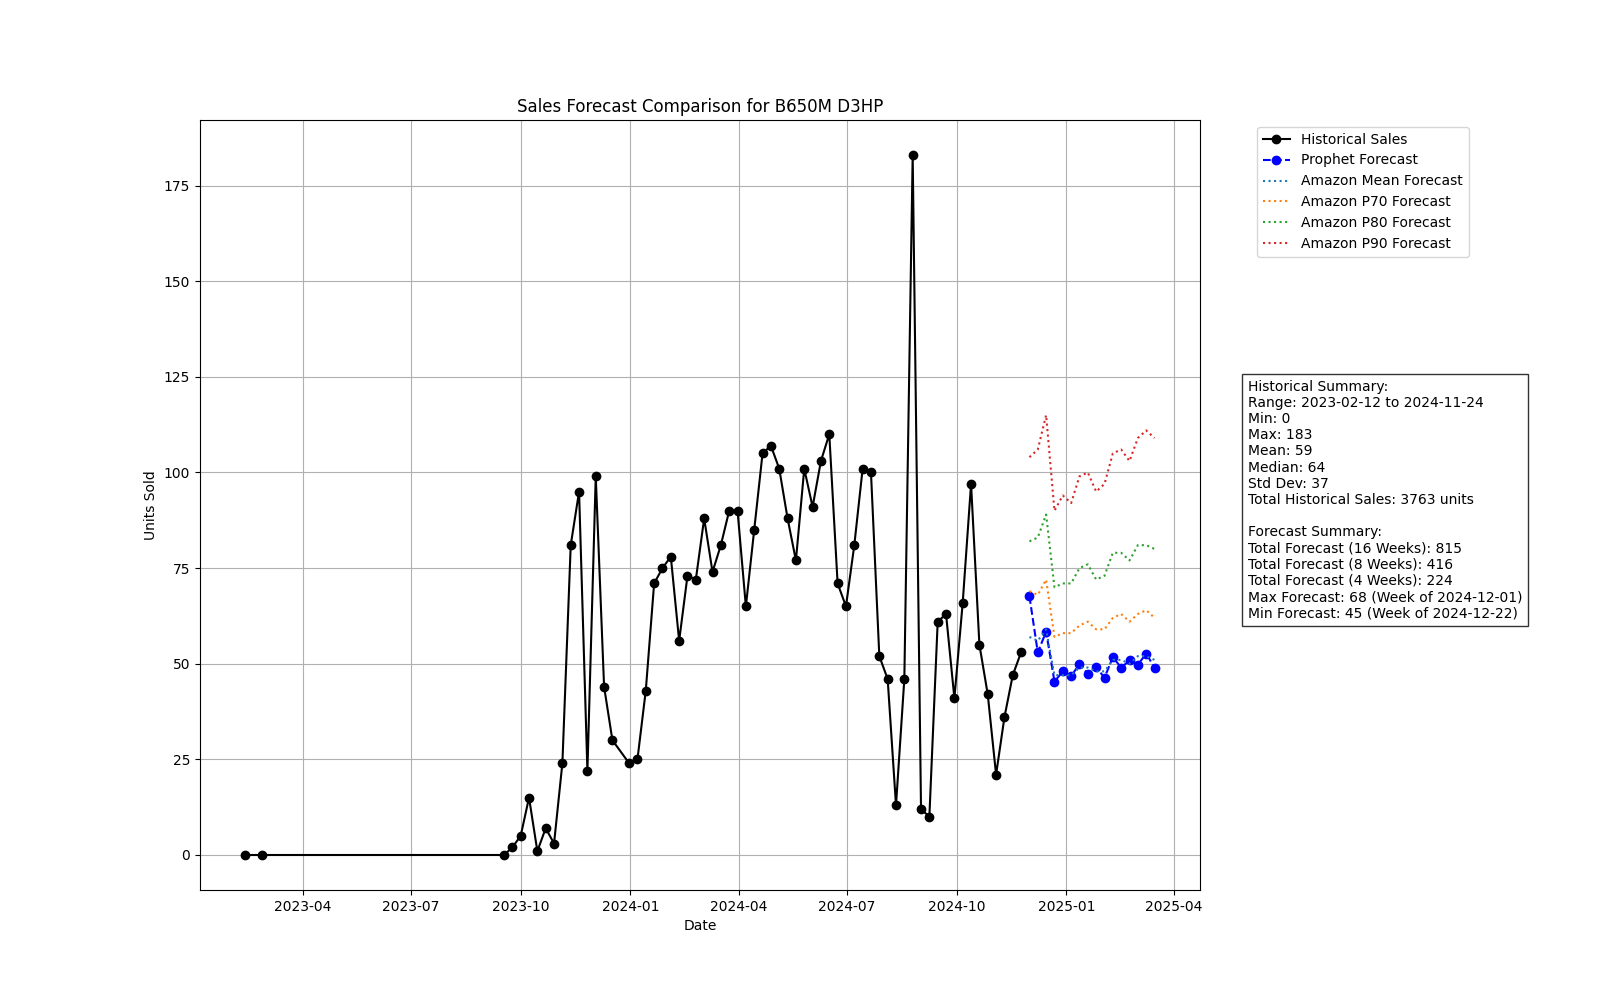 Sales Forecast Comparison for B650M D3HP
Historical Sales
Prophet Forecast
Amazon Mean Forecast
Amazon P70 Forecast
Amazon P80 Forecast
Amazon P90 Forecast
175
150
125
100
75
50
25
0
Units Sold
2023-04
2023-07
2023-10
2024-01
2024-04
2024-07
2024-10
2025-01
2025-04
Date
Historical Summary:
Range: 2023-02-12 to 2024-11-24
Min: 0
Max: 183
Mean: 59
Median: 64
Std Dev: 37
Total Historical Sales: 3763 units
Forecast Summary:
Total Forecast (16 Weeks): 815
Total Forecast (8 Weeks): 416
Total Forecast (4 Weeks): 224
Max Forecast: 68 (Week of 2024-12-01)
Min Forecast: 45 (Week of 2024-12-22)